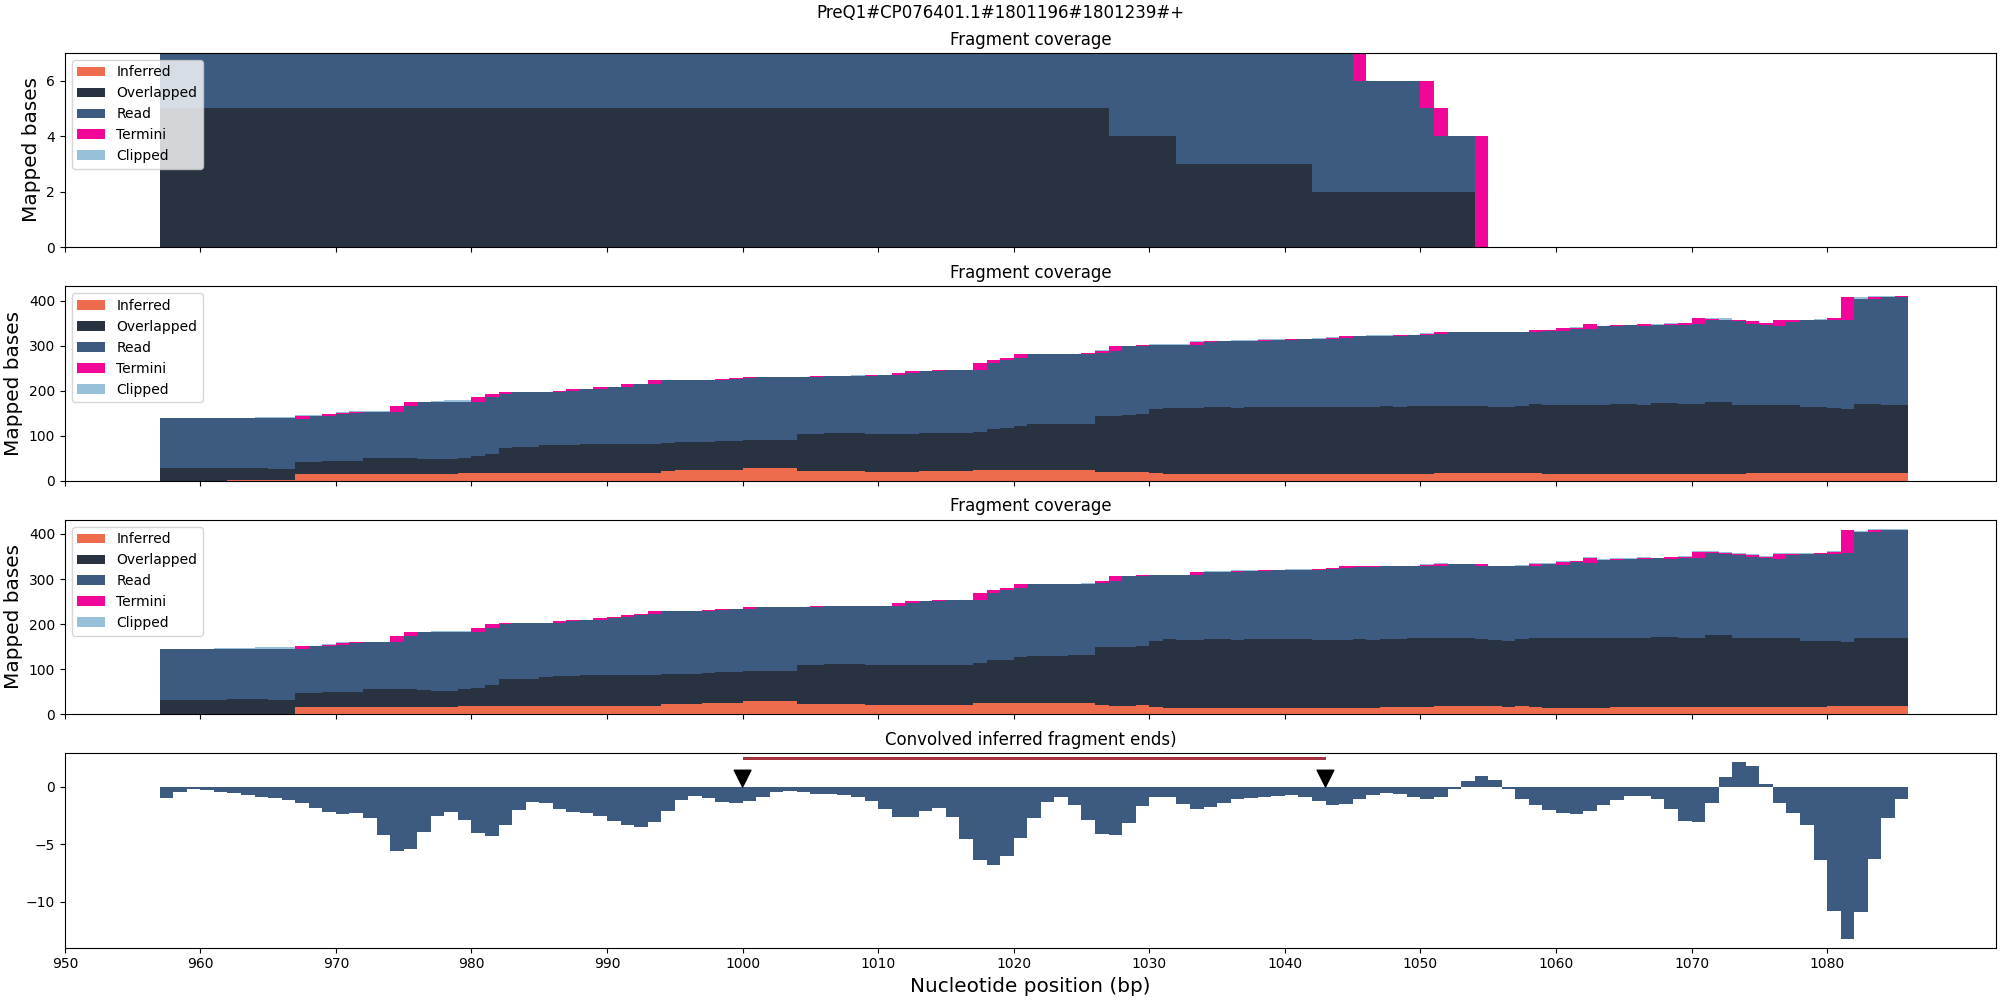 PreQ1#CP076401.1#1801196#1801239#+
Fragment coverage
Mapped bases
6
4
2
0
Inferred
Overlapped
Read
Termini
Clipped
Fragment coverage
Mapped bases
400
300
200
100
0
Inferred
Overlapped
Read
Termini
Clipped
Fragment coverage
Mapped bases
400
300
200
100
0
Inferred
Overlapped
Read
Termini
Clipped
Convolved inferred fragment ends)
0
−5
−10
950 960 970 980 990 1000 1010 1020 1030 1040 1050 1060 1070 1080
Nucleotide position (bp)